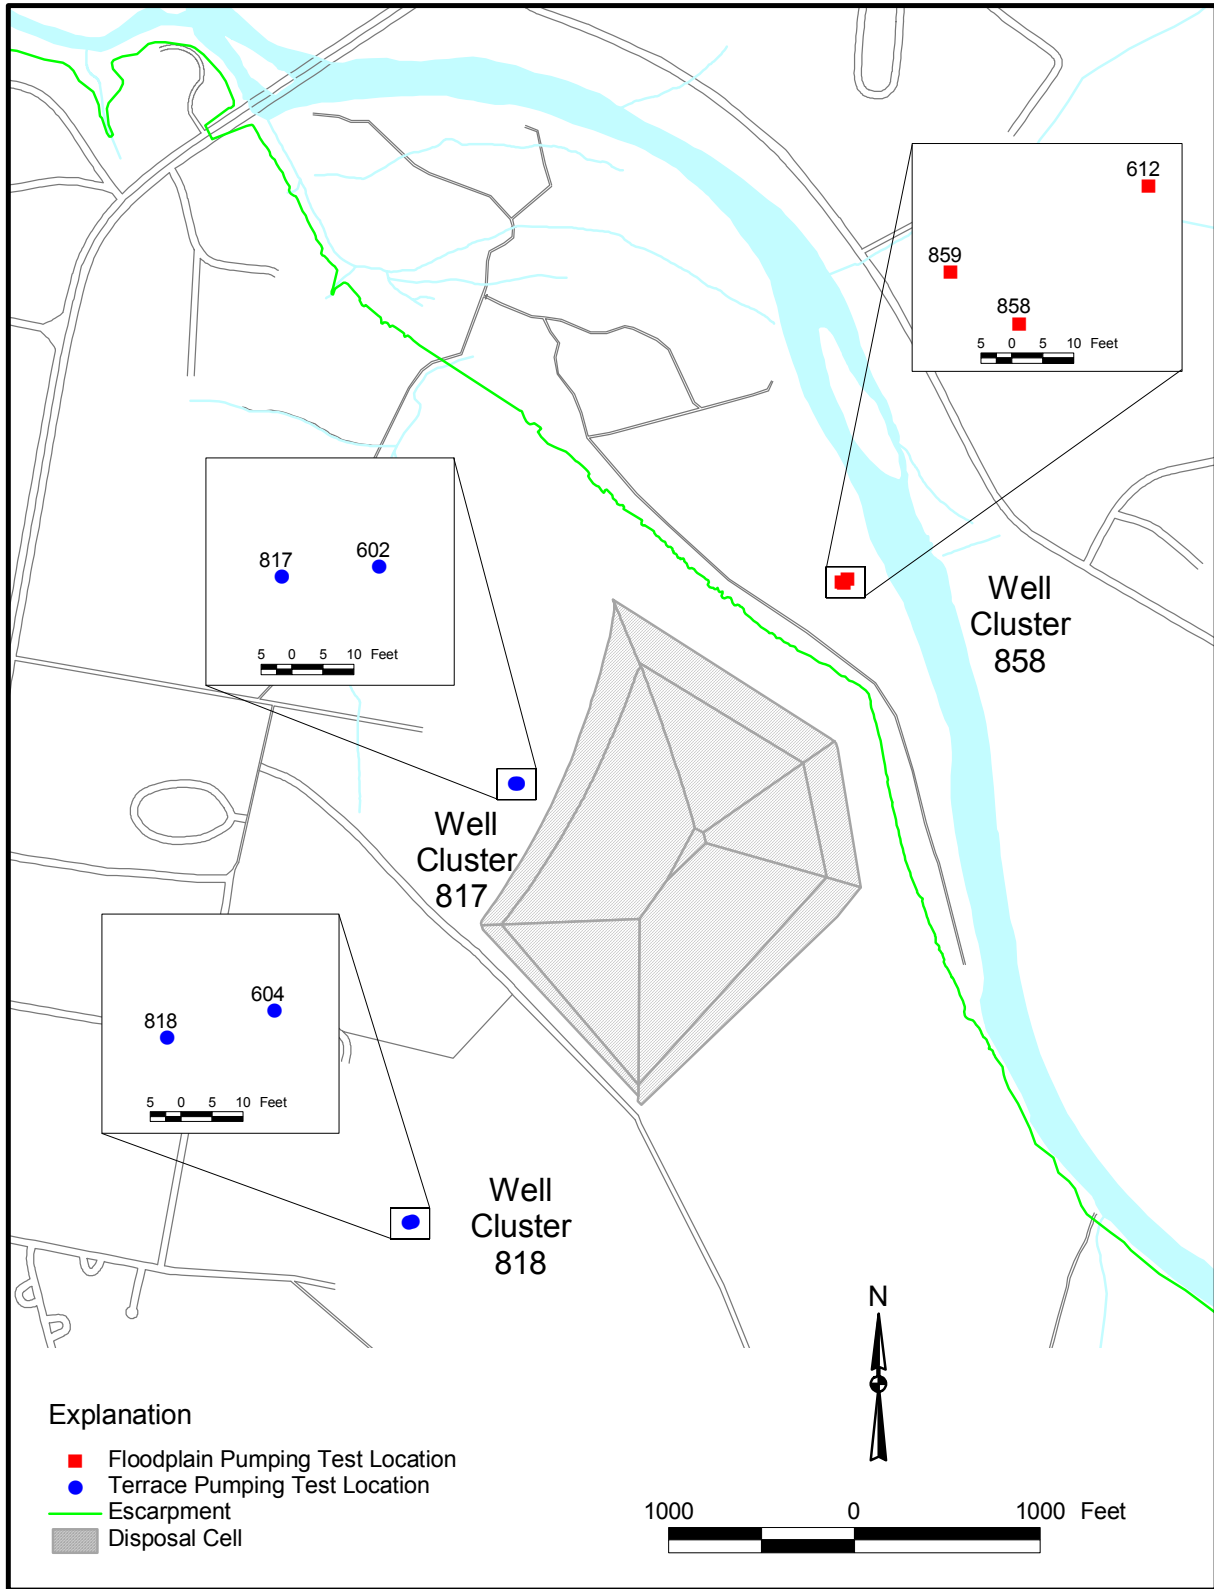 612
859
858
5 0 5 10 Feet
817
602
5 0 5 10 Feet
Well
Cluster
858
Well
Cluster
817
604
818
5 0 5 10 Feet
Well
Cluster
818
N
Explanation
Floodplain Pumping Test Location
Terrace Pumping Test Location
Escarpment
Disposal Cell
1000 0 1000 Feet